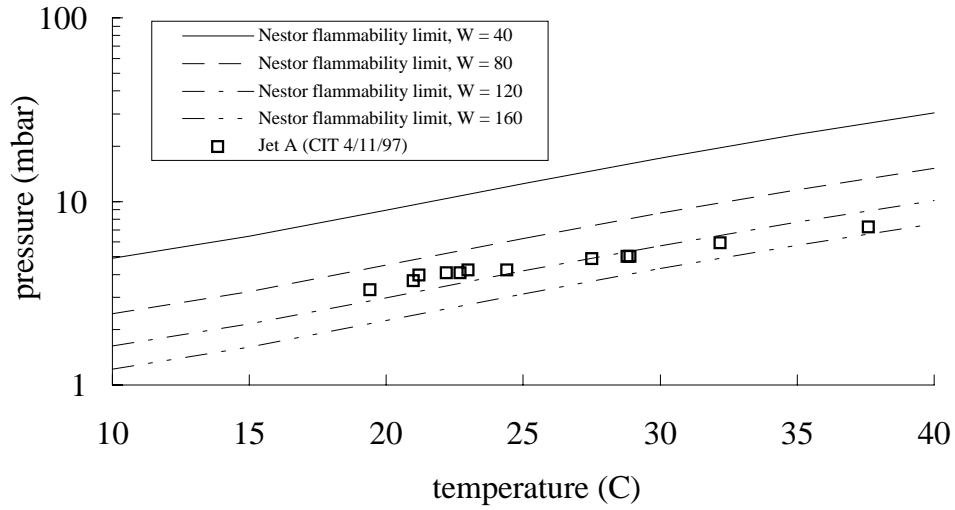 100
10
1
pressure (mbar)
Nestor flammability limit, W = 40
Nestor flammability limit, W = 80
Nestor flammability limit, W = 120
Nestor flammability limit, W = 160
Jet A (CIT 4/11/97)
10 15 20 25 30 35 40
temperature (C)